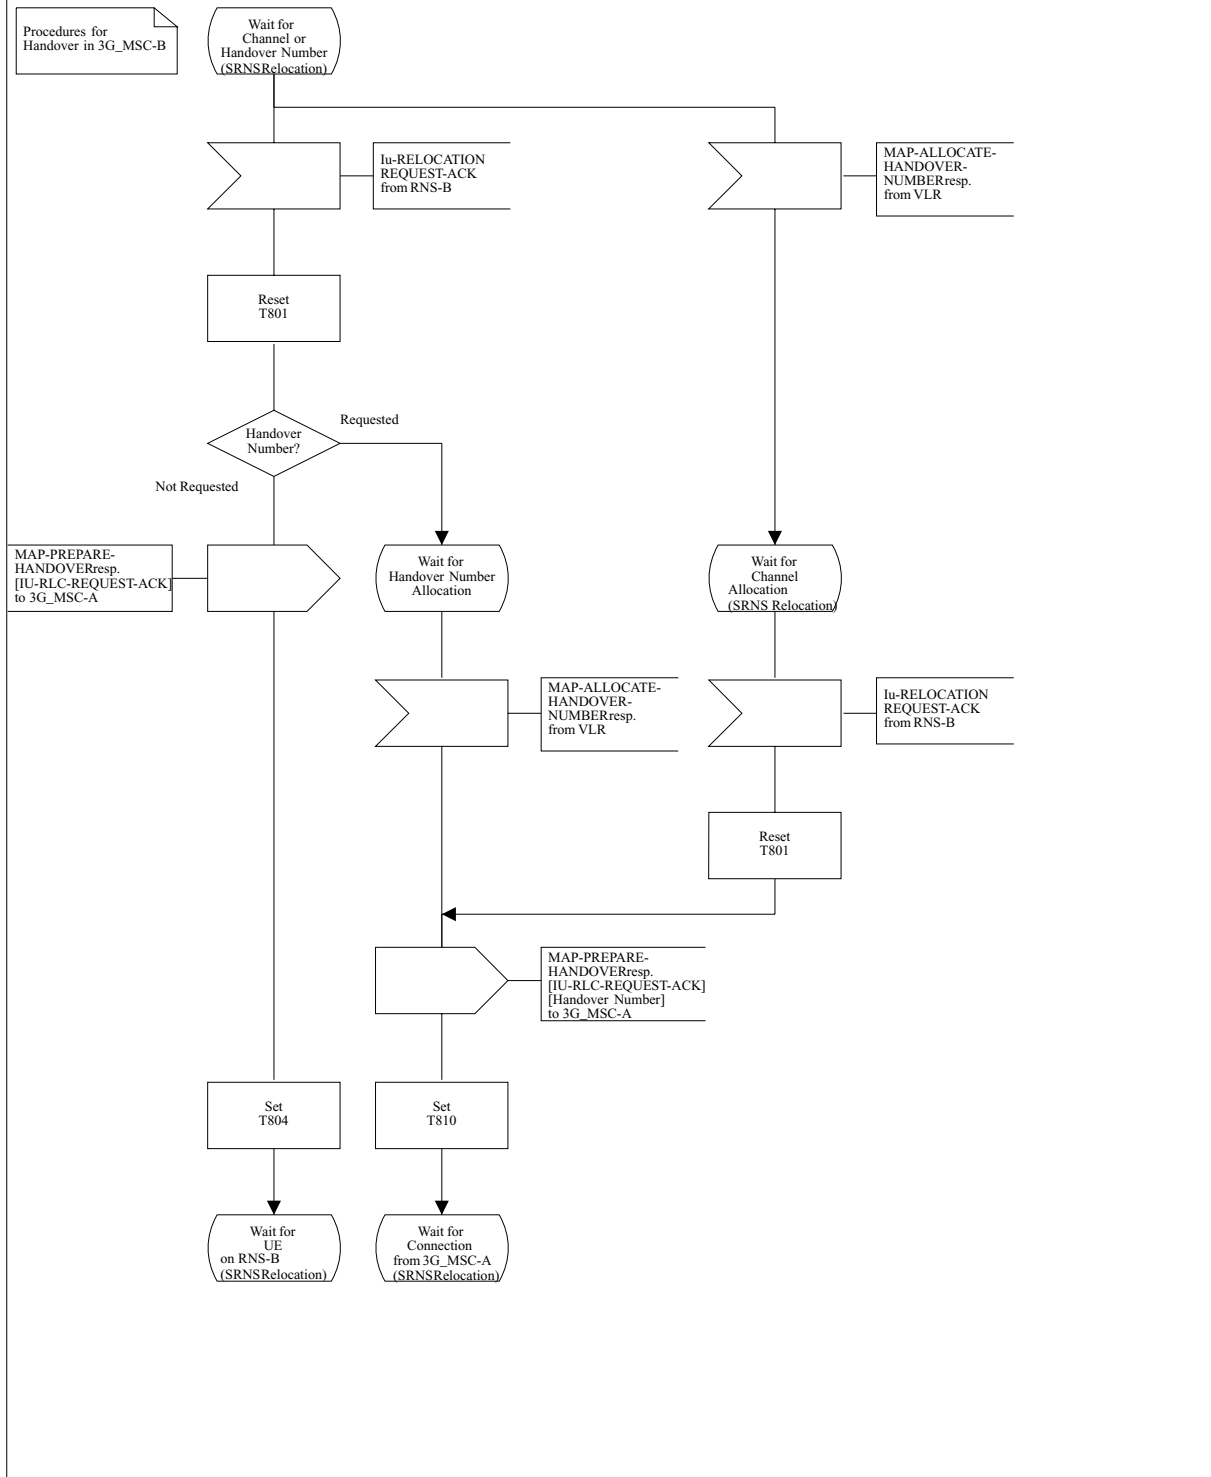 Procedures for
Handover in 3G_MSC-B
Wait for
Channel or
Handover Number
(SRNSRelocation)
Iu-RELOCATION
REQUEST-ACK
from RNS-B
MAP-ALLOCATE-
HANDOVER-
NUMBERresp.
from VLR
Reset
T801
Handover
Number?
Requested
Not Requested
MAP-PREPARE-
HANDOVERresp.
[IU-RLC-REQUEST-ACK]
to 3G_MSC-A
Wait for
Handover Number
Allocation
Wait for
Channel
Allocation
(SRNS Relocation)
MAP-ALLOCATE-
HANDOVER-
NUMBERresp.
from VLR
Iu-RELOCATION
REQUEST-ACK
from RNS-B
Reset
T801
MAP-PREPARE-
HANDOVERresp.
[IU-RLC-REQUEST-ACK]
[Handover Number]
to 3G_MSC-A
Set
T804
Set
T810
Wait for
UE
on RNS-B
(SRNSRelocation)
Wait for
Connection
from 3G_MSC-A
(SRNSRelocation)